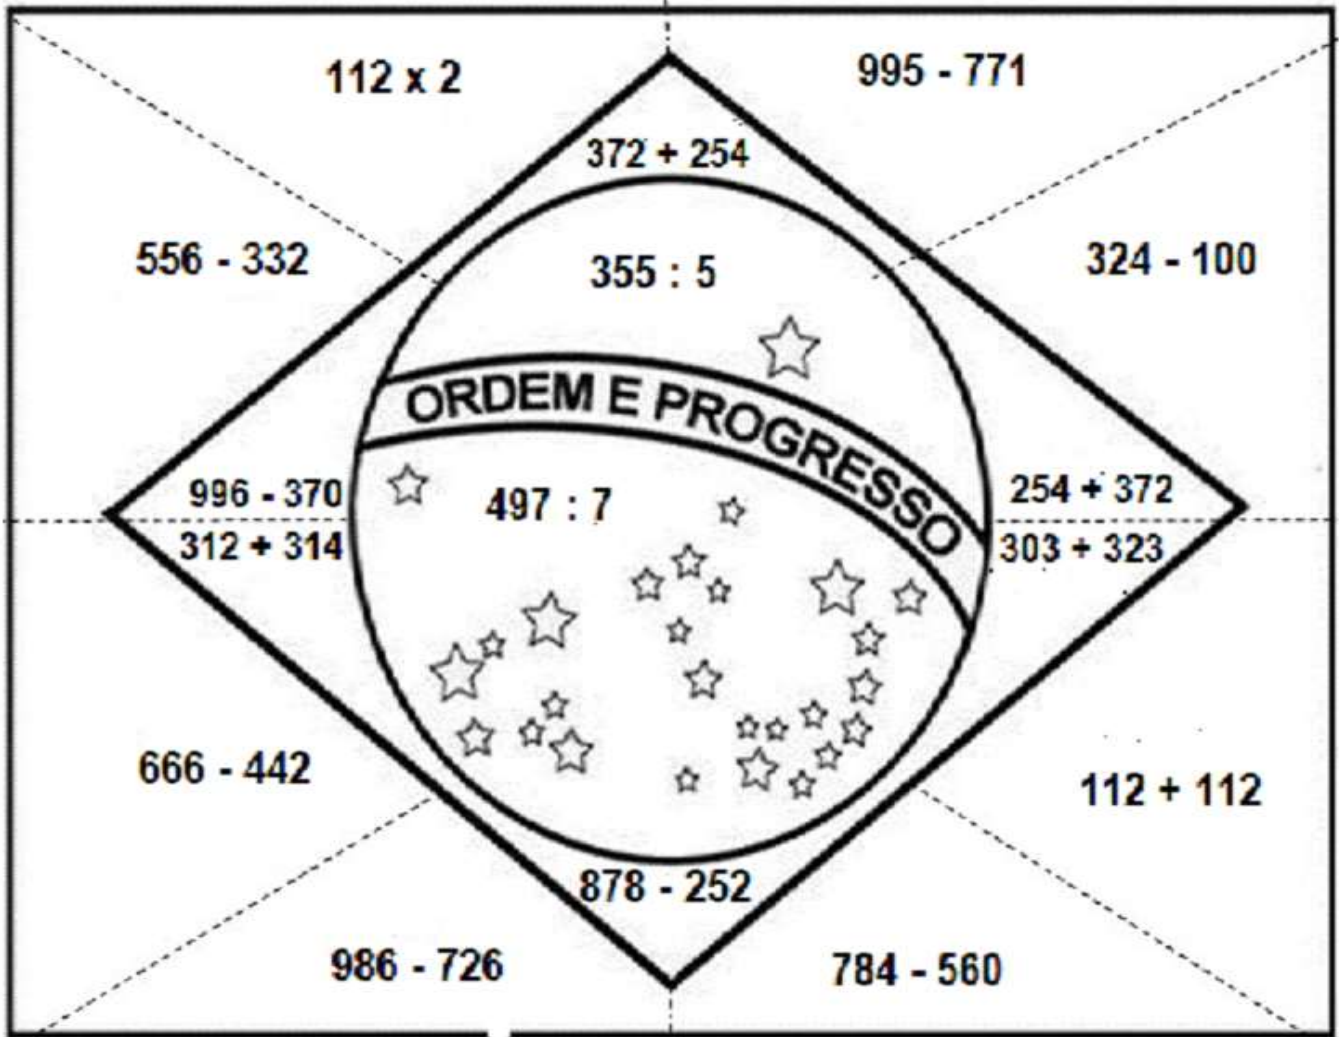 112 x 2
995 - 771
372 + 254
556 - 332
355 : 5
324 - 100
ORDEM E PROGRESSO
996 - 370
497 : 7
254 + 372
312 + 314
303 + 323
666 - 442
112 + 112
878 - 252
986 - 726
784 - 560